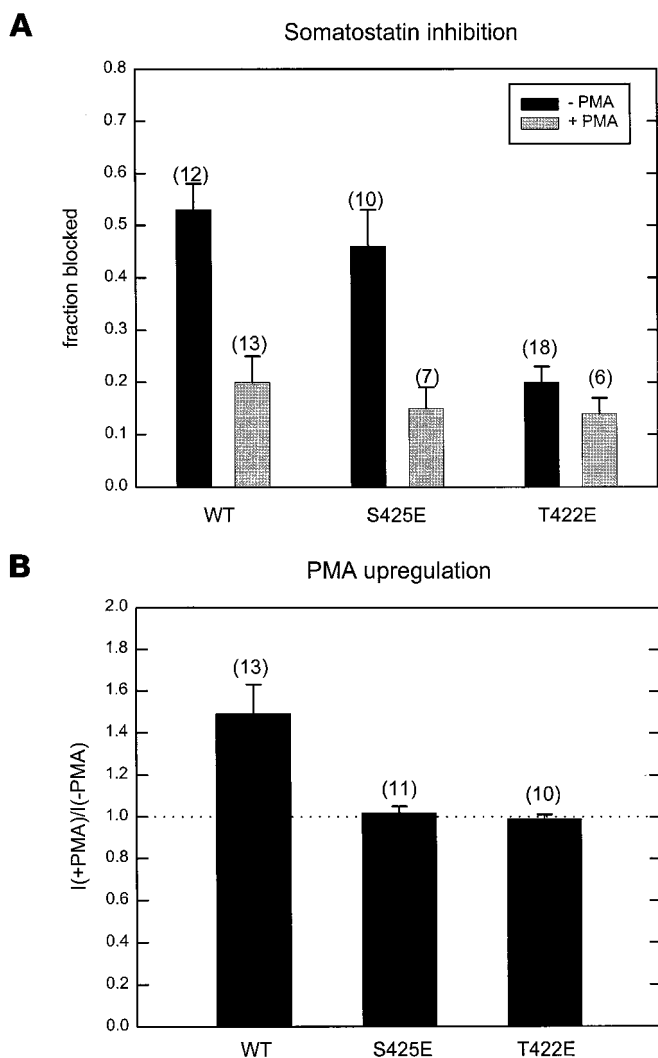 A
Somatostatin inhibition
0.8
0.7
0.6
0.5
0.4
0.3
0.2
0.1
0.0
fraction blocked
- PMA
+ PMA
(12)
(13)
(10)
(7)
(18)
(6)
WT
S425E
T422E
B
PMA upregulation
2.0
1.8
1.6
1.4
1.2
1.0
0.8
0.6
0.4
0.2
0.0
I(+PMA)/I(-PMA)
(13)
(11)
(10)
WT
S425E
T422E